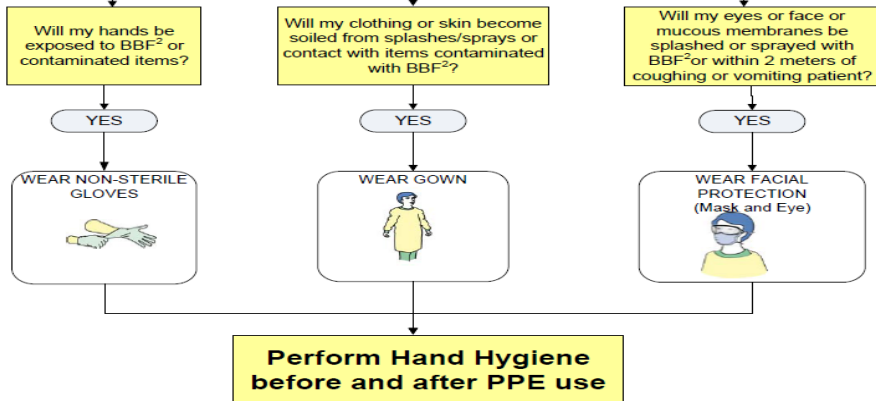 Will my hands be
exposed to BBF² or
contaminated items?
Will my clothing or skin become
soiled from splashes/sprays or
contact with items contaminated
with BBF²?
Will my eyes or face or
mucous membranes be
splashed or sprayed with
BBF²or within 2 meters of
coughing or vomiting patient?
YES
YES
YES
WEAR NON-STERILE
GLOVES
WEAR GOWN
WEAR FACIAL
PROTECTION
(Mask and Eye)
Perform Hand Hygiene
before and after PPE use